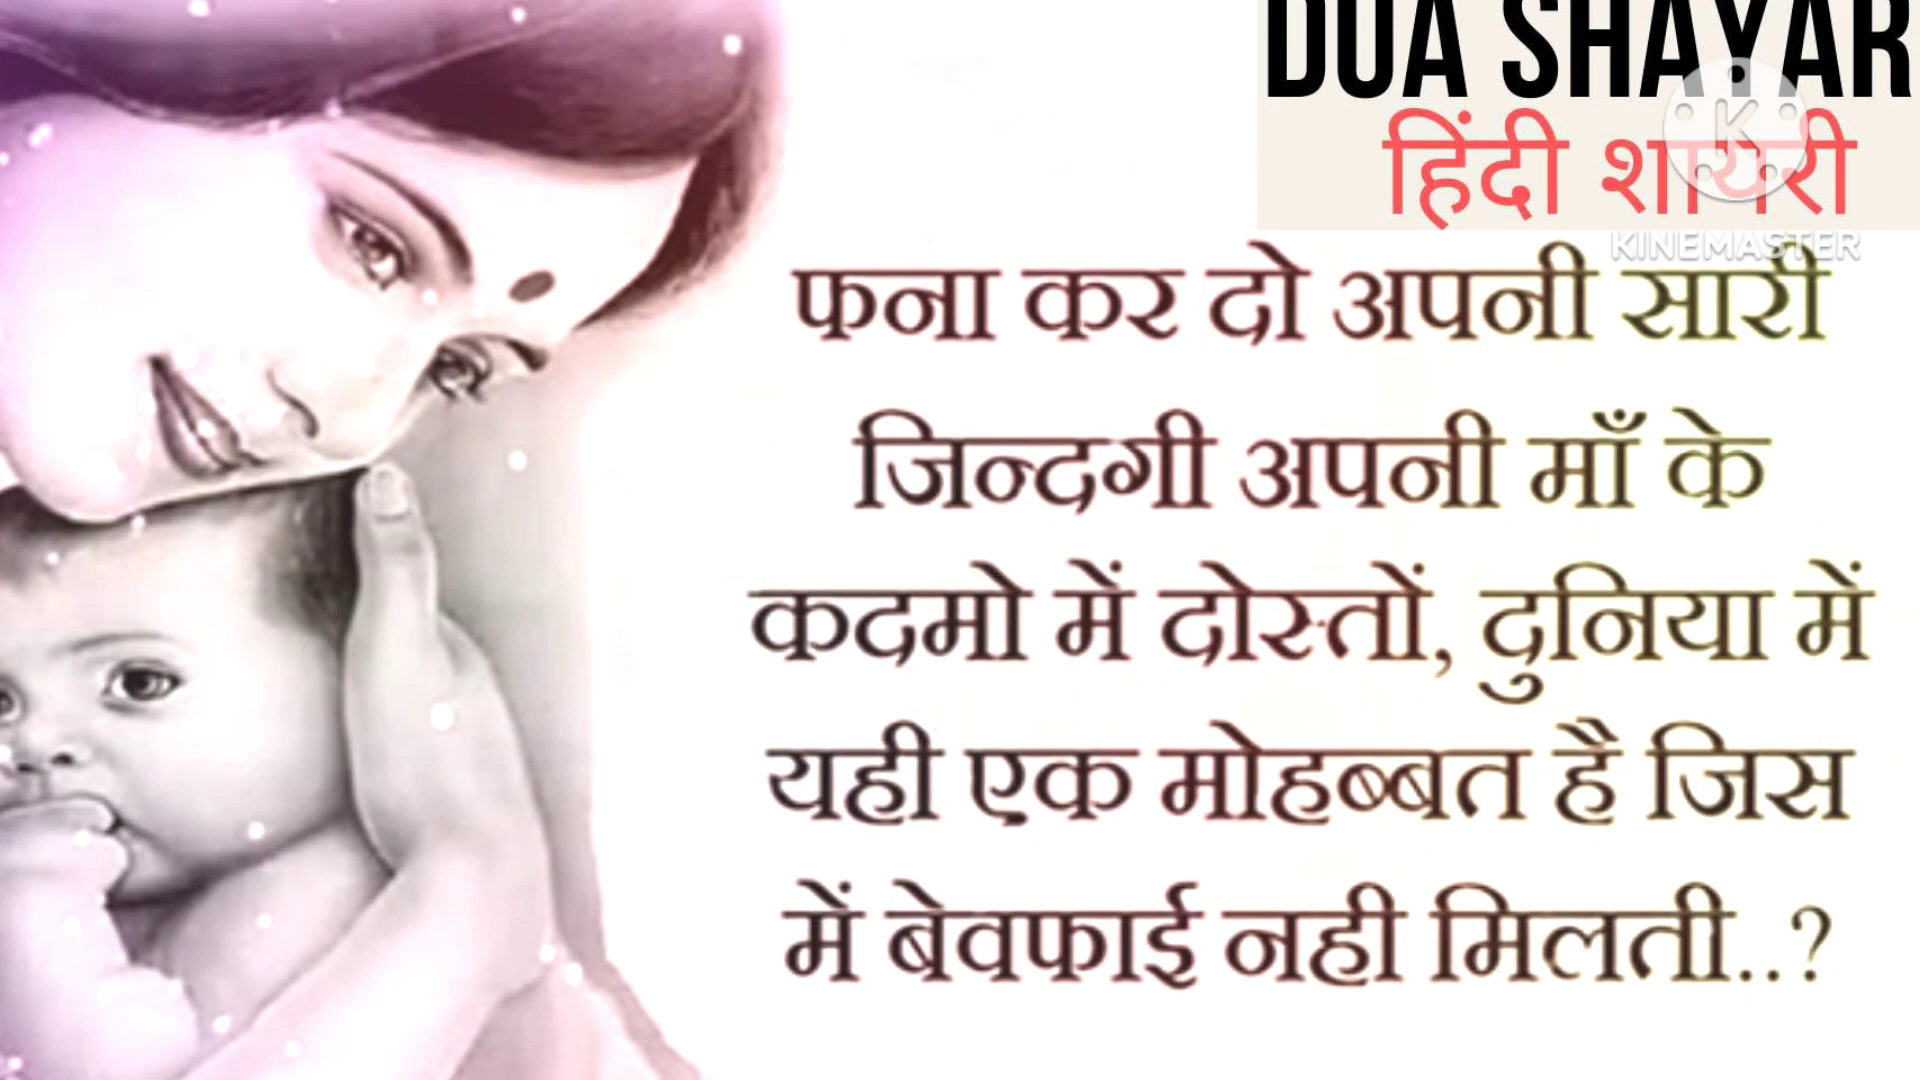 DUA SHAYAR
हिंदी शायरी
KINEMASTER
फना कर दो अपनी सारी
जिन्दगी अपनी माँ के
कदमो में दोस्तों, दुनिया में
यही एक मोहब्बत है जिस
में बेवफाई नही मिलती..?